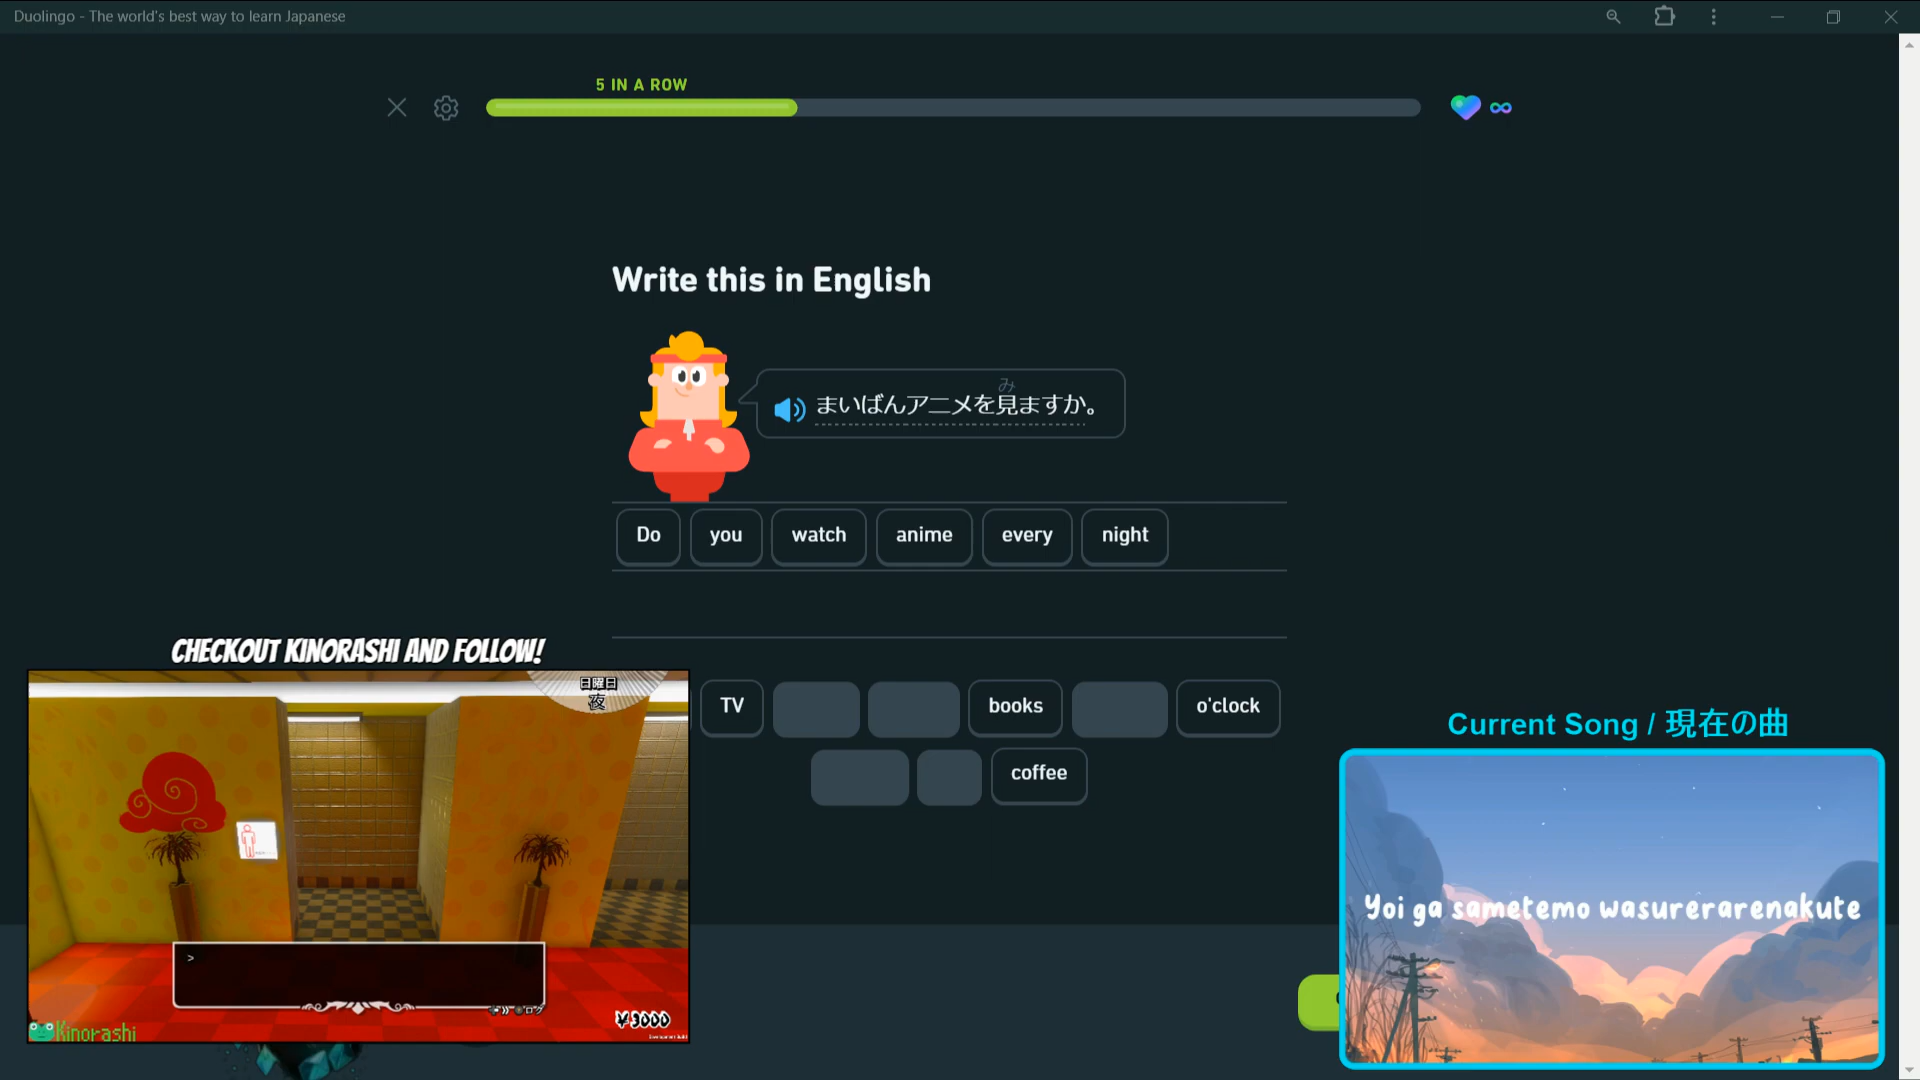 Duolingo - The world's best way to learn Japanese
5 IN A ROW
Write this in English
み
まいばんアニメを見ますか。
Do you watch anime every night
CHECKOUT KINORASHI AND FOLLOW!
TV books o'clock
coffee
日曜日
夜
>
ログ
¥3000
Kinorashi
Current Song / 現在の曲
Yoi ga sametemo wasurerarenakute